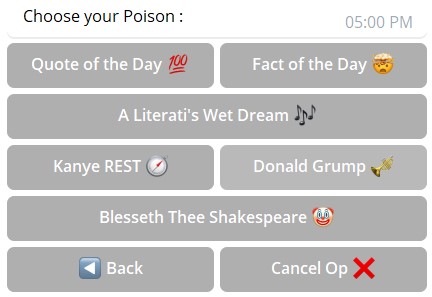 Choose your Poison :
05:00 PM
Quote of the Day 💯 Fact of the Day 🤯
A Literati's Wet Dream 🎶
Kanye REST 🧭 Donald Grump 🎺
Blesseth Thee Shakespeare 🤡
◀️ Back Cancel Op ❌